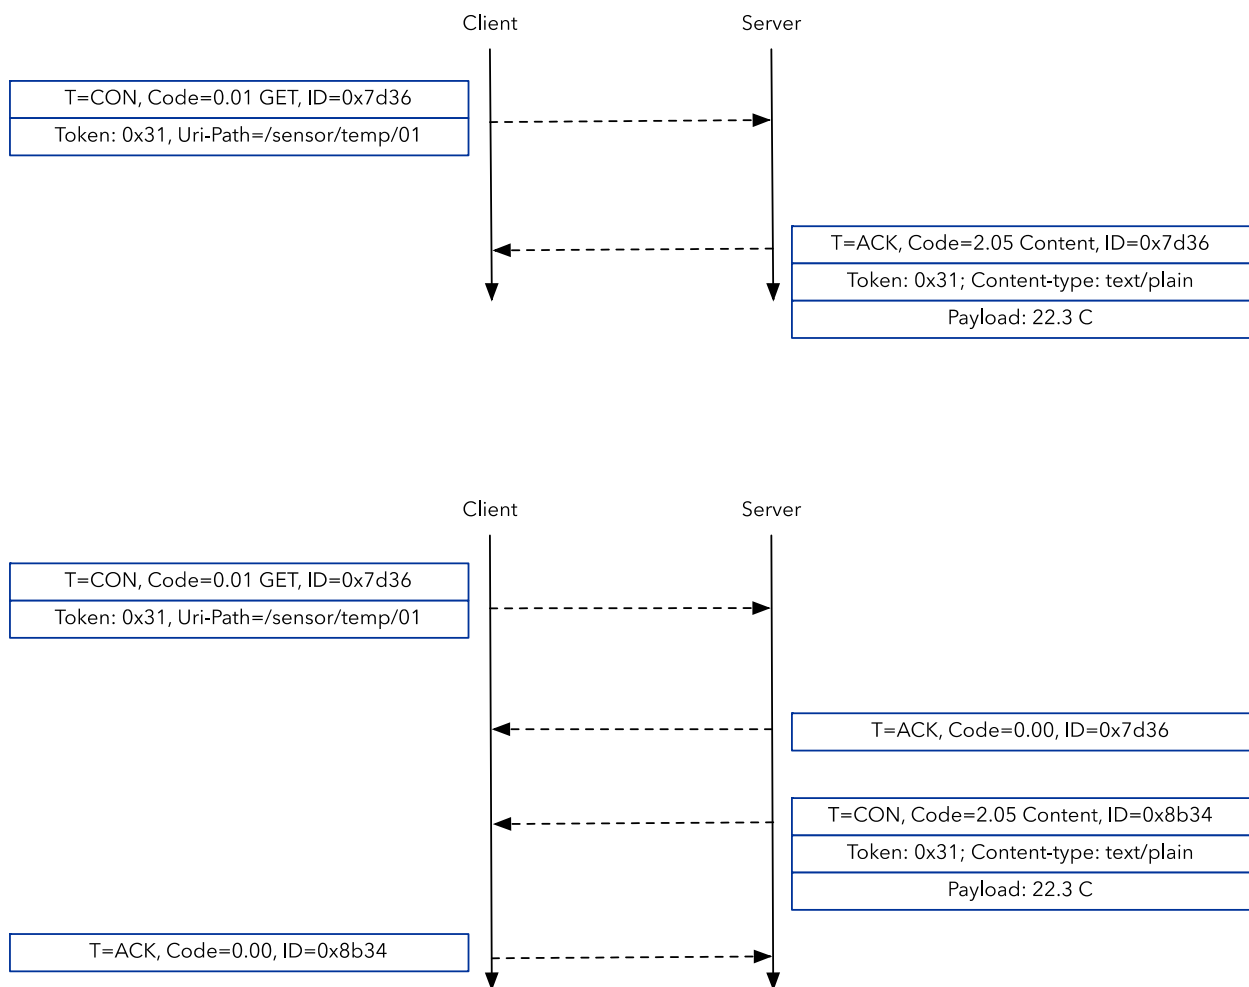 Client
Server
T=CON, Code=0.01 GET, ID=0x7d36
Token: 0x31, Uri-Path=/sensor/temp/01
T=ACK, Code=2.05 Content, ID=0x7d36
Token: 0x31; Content-type: text/plain
Payload: 22.3 C
Client
Server
T=CON, Code=0.01 GET, ID=0x7d36
Token: 0x31, Uri-Path=/sensor/temp/01
T=ACK, Code=0.00, ID=0x7d36
T=CON, Code=2.05 Content, ID=0x8b34
Token: 0x31; Content-type: text/plain
Payload: 22.3 C
T=ACK, Code=0.00, ID=0x8b34